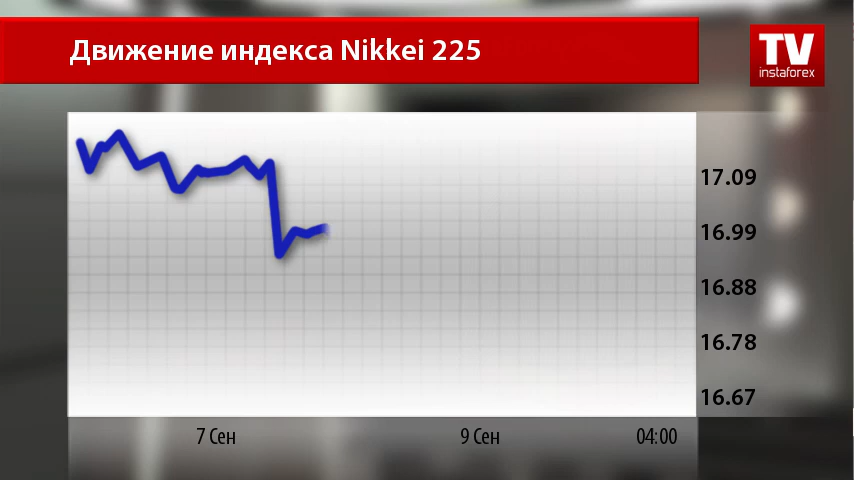 Движение индекса Nikkei 225
TV
instaforex
17.09
16.99
16.88
16.78
16.67
7 Сен
9 Сен
04:00